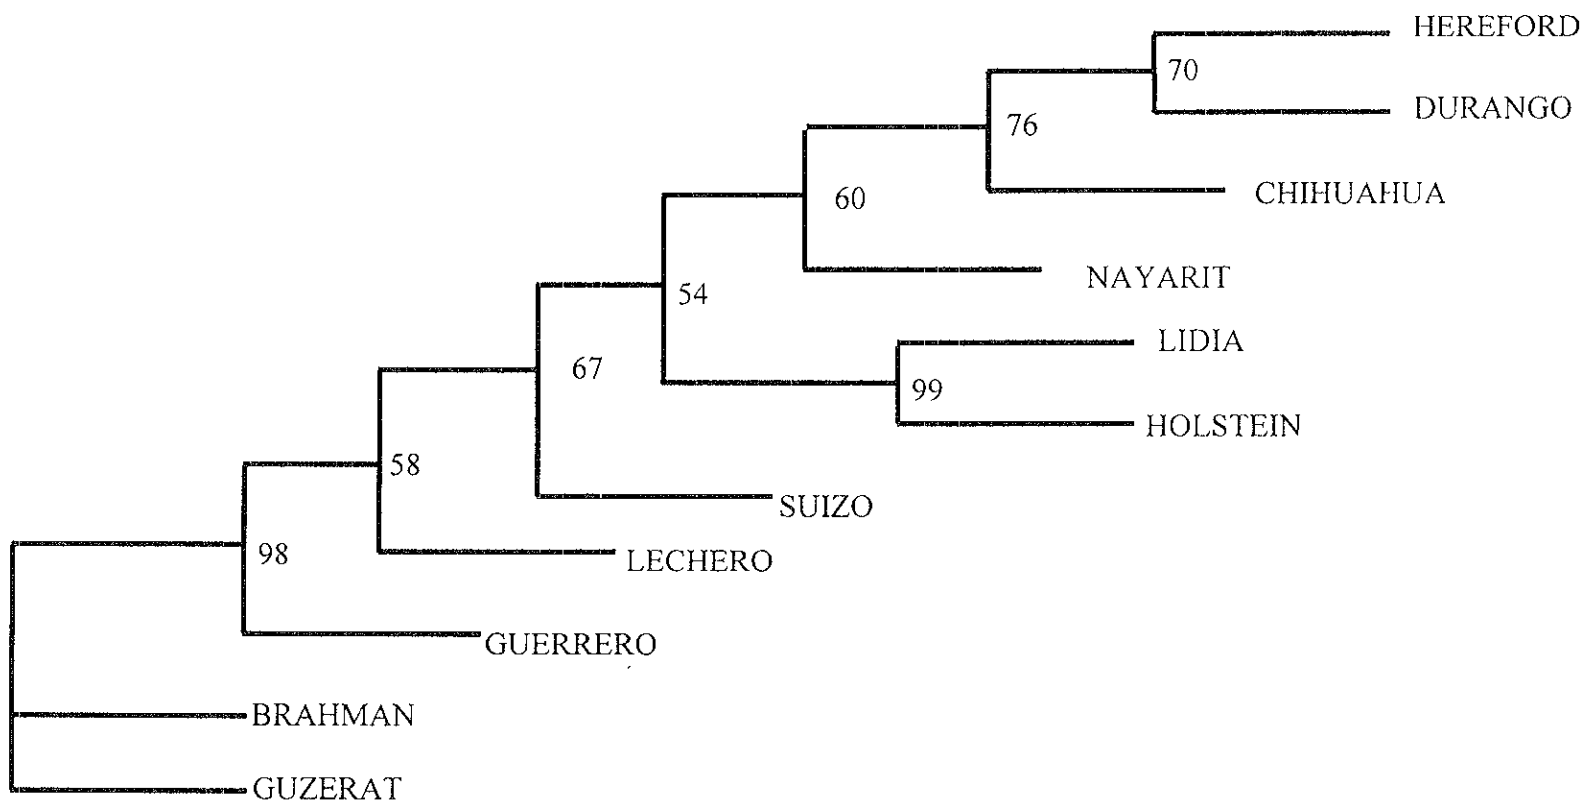 HEREFORD
70
DURANGO
76
CHIHUAHUA
60
NAYARIT
54
LIDIA
67
99
HOLSTEIN
58
SUIZO
98
LECHERO
GUERRERO
BRAHMAN
GUZERAT